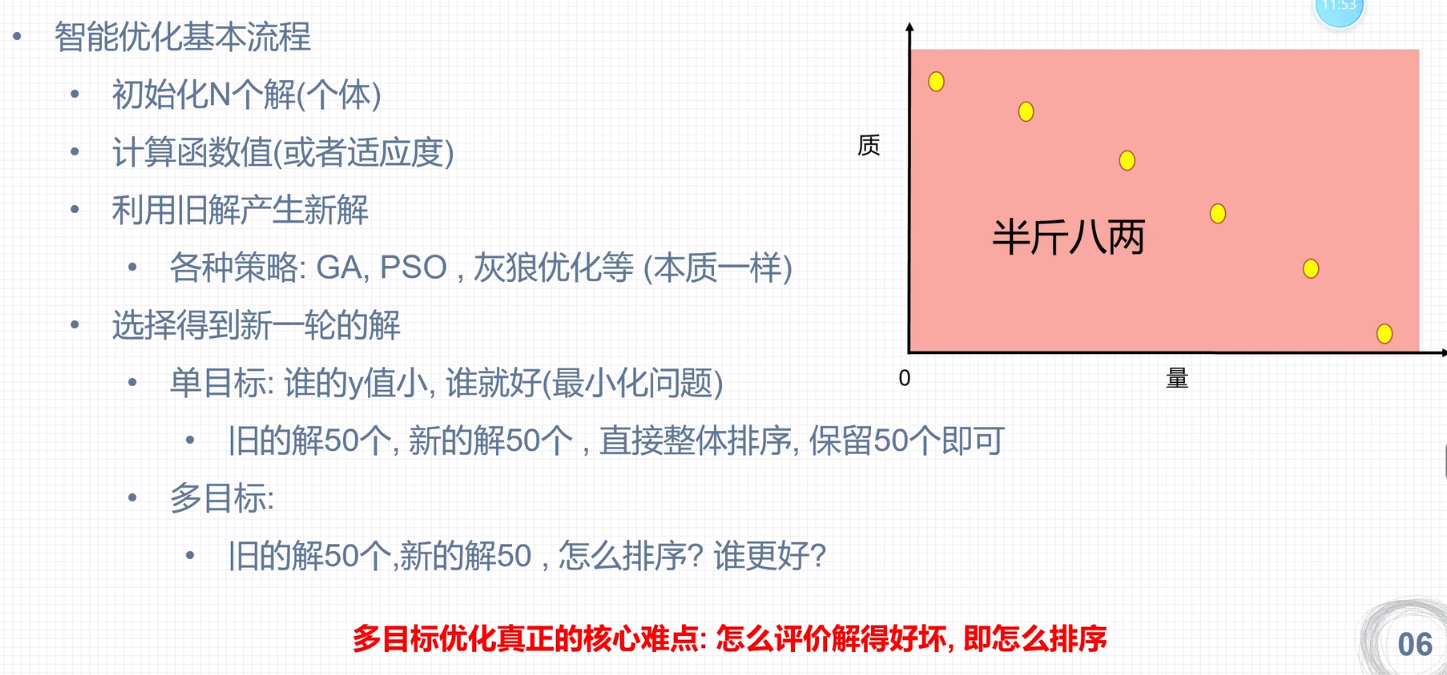 智能优化基本流程
初始化N个解(个体)
计算函数值(或者适应度)
利用旧解产生新解
各种策略: GA, PSO , 灰狼优化等 (本质一样)
选择得到新一轮的解
单目标: 谁的y值小, 谁就好(最小化问题)
旧的解50个, 新的解50个 , 直接整体排序, 保留50个即可
多目标:
旧的解50个,新的解50 , 怎么排序? 谁更好?
11:53
质
半斤八两
0
量
多目标优化真正的核心难点: 怎么评价解得好坏, 即怎么排序
06